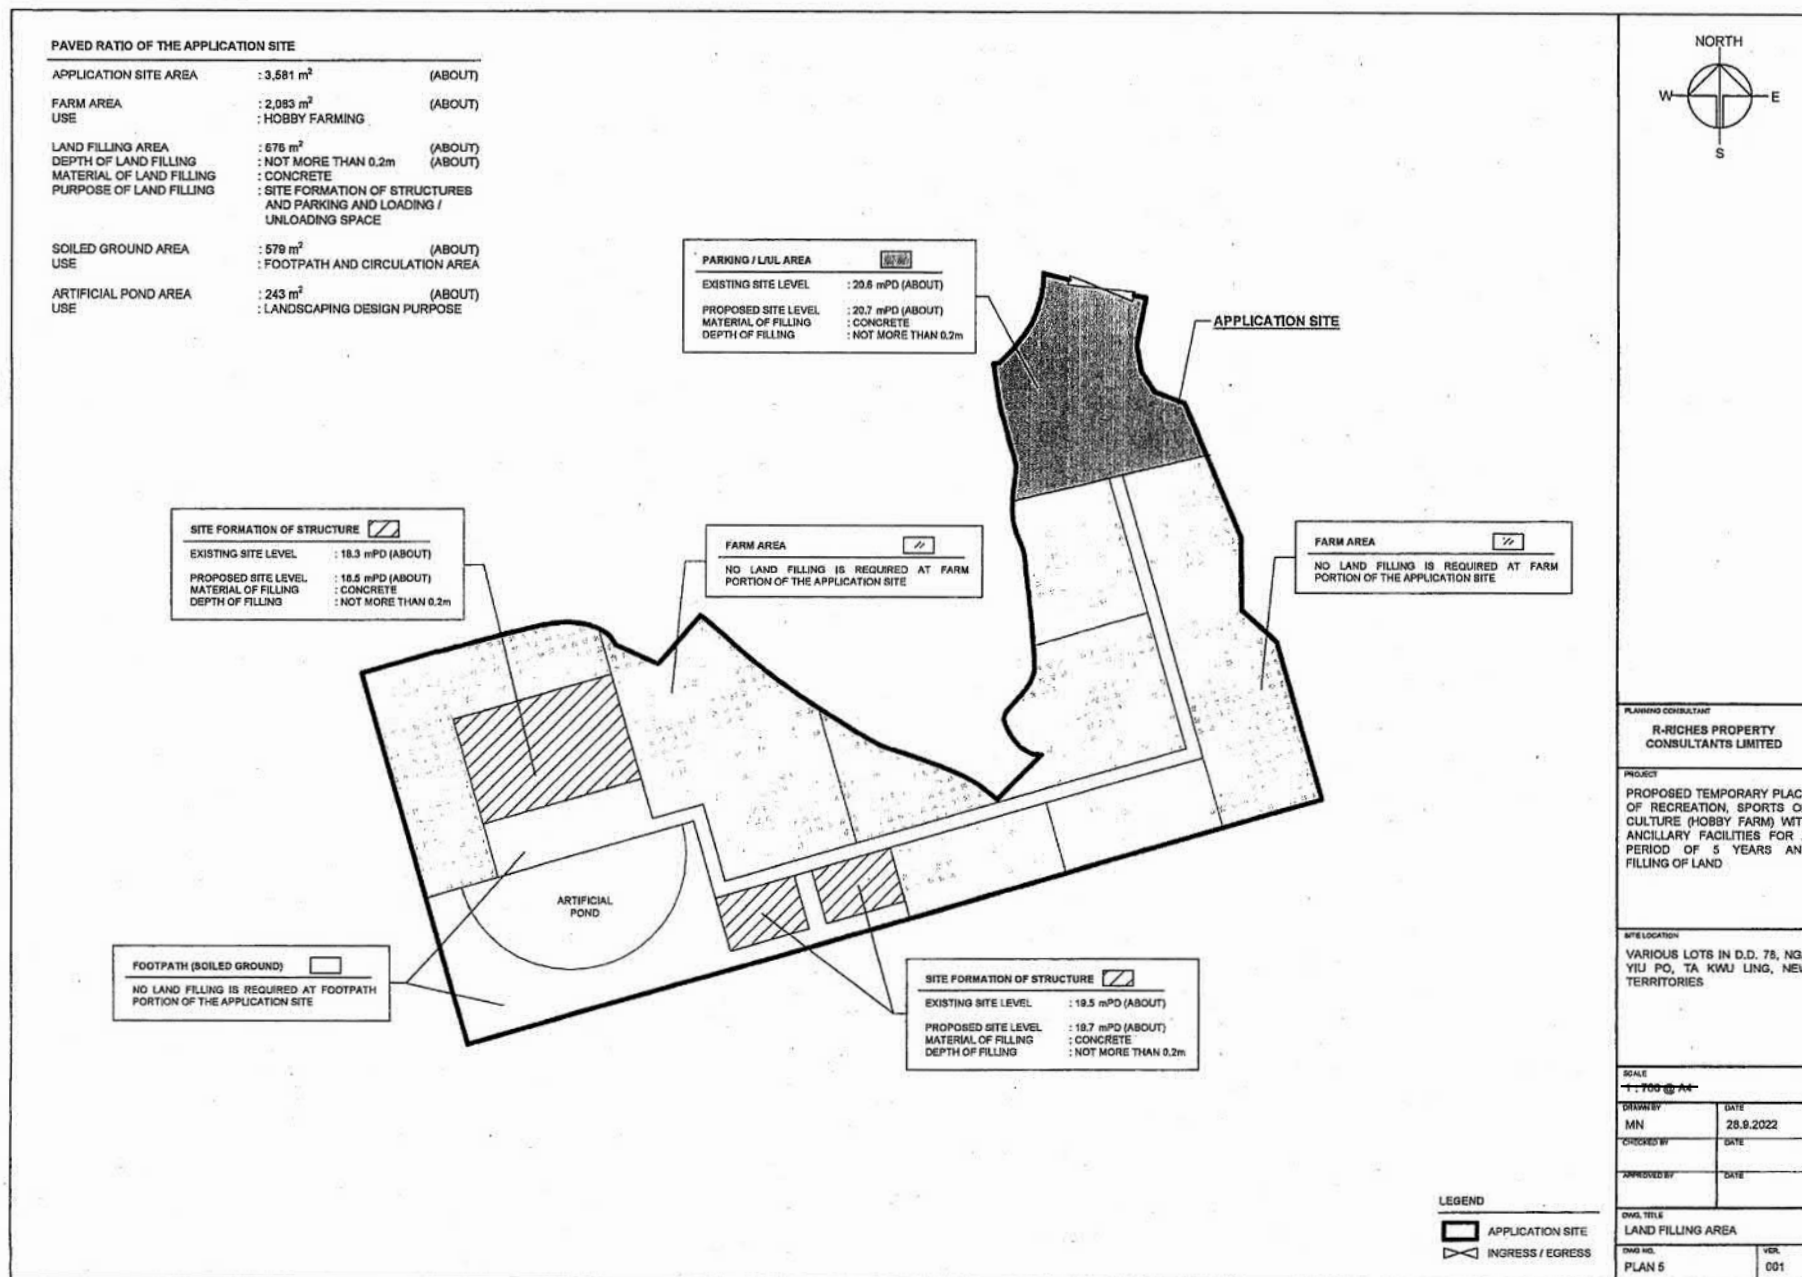 PAVED RATIO OF THE APPLICATION SITE
APPLICATION SITE AREA : 3,581 m² (ABOUT)
FARM AREA : 2,083 m² (ABOUT)
USE : HOBBY FARMING
LAND FILLING AREA : 676 m² (ABOUT)
DEPTH OF LAND FILLING : NOT MORE THAN 0.2m (ABOUT)
MATERIAL OF LAND FILLING : CONCRETE
PURPOSE OF LAND FILLING : SITE FORMATION OF STRUCTURES
AND PARKING AND LOADING /
UNLOADING SPACE
SOILED GROUND AREA : 579 m² (ABOUT)
USE : FOOTPATH AND CIRCULATION AREA
ARTIFICIAL POND AREA : 243 m² (ABOUT)
USE : LANDSCAPING DESIGN PURPOSE
NORTH
W E
S
PARKING / L/UL AREA
EXISTING SITE LEVEL : 20.6 mPD (ABOUT)
PROPOSED SITE LEVEL : 20.7 mPD (ABOUT)
MATERIAL OF FILLING : CONCRETE
DEPTH OF FILLING : NOT MORE THAN 0.2m
APPLICATION SITE
SITE FORMATION OF STRUCTURE
EXISTING SITE LEVEL : 18.3 mPD (ABOUT)
PROPOSED SITE LEVEL : 18.5 mPD (ABOUT)
MATERIAL OF FILLING : CONCRETE
DEPTH OF FILLING : NOT MORE THAN 0.2m
FARM AREA
NO LAND FILLING IS REQUIRED AT FARM
PORTION OF THE APPLICATION SITE
FARM AREA
NO LAND FILLING IS REQUIRED AT FARM
PORTION OF THE APPLICATION SITE
ARTIFICIAL
POND
FOOTPATH (SOILED GROUND)
NO LAND FILLING IS REQUIRED AT FOOTPATH
PORTION OF THE APPLICATION SITE
SITE FORMATION OF STRUCTURE
EXISTING SITE LEVEL : 19.5 mPD (ABOUT)
PROPOSED SITE LEVEL : 19.7 mPD (ABOUT)
MATERIAL OF FILLING : CONCRETE
DEPTH OF FILLING : NOT MORE THAN 0.2m
LEGEND
APPLICATION SITE
INGRESS / EGRESS
PLANNING CONSULTANT
R-RICHES PROPERTY
CONSULTANTS LIMITED
PROJECT
PROPOSED TEMPORARY PLAC
OF RECREATION, SPORTS O
CULTURE (HOBBY FARM) WIT
ANCILLARY FACILITIES FOR
PERIOD OF 5 YEARS AN
FILLING OF LAND
SITE LOCATION
VARIOUS LOTS IN D.D. 78, NG
YIU PO, TA KWU LING, NEW
TERRITORIES
SCALE
1 : 700 @ A4
DRAWN BY DATE
MN 28.9.2022
CHECKED BY DATE
APPROVED BY DATE
DWG. TITLE
LAND FILLING AREA
DWG NO. VER.
PLAN 5 001